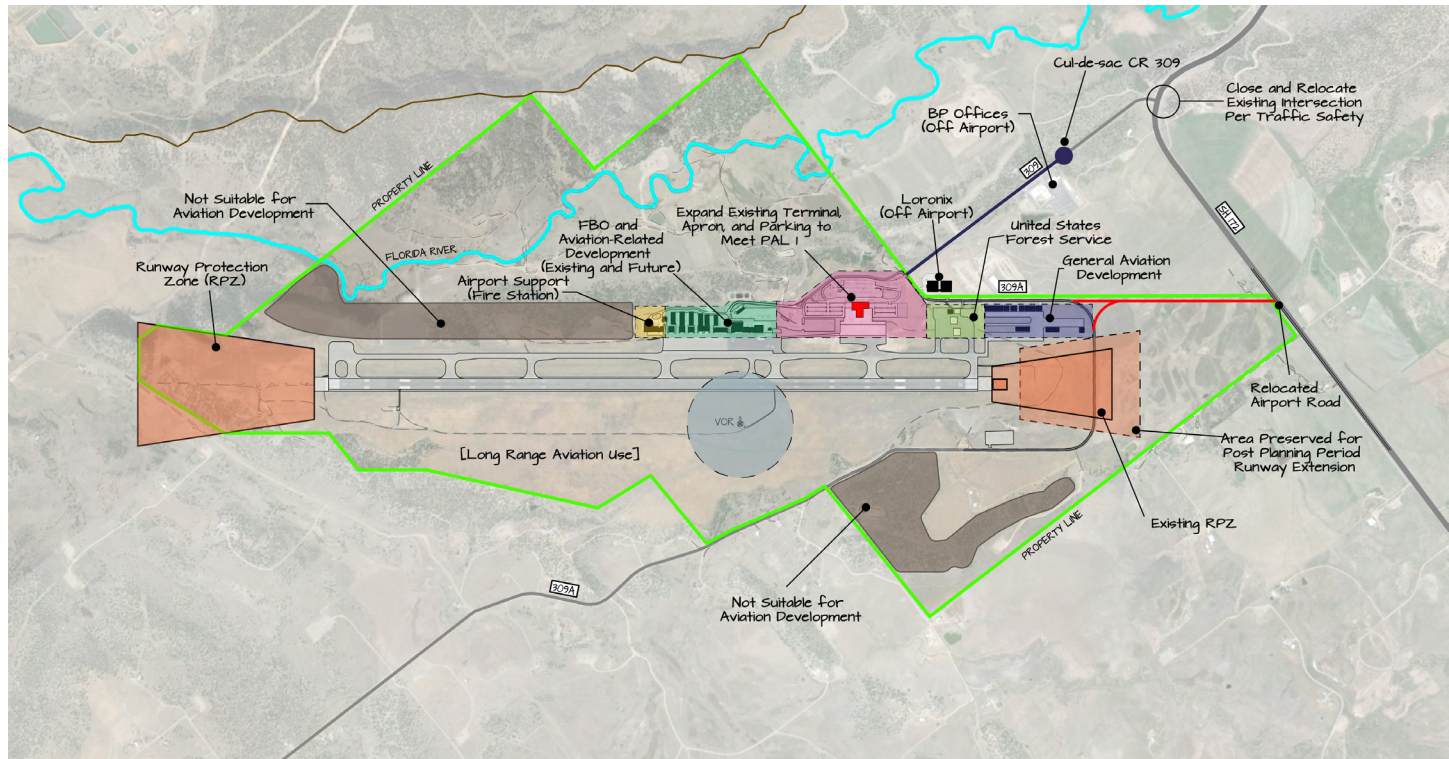 Cul-de-sac CR 309
Close and Relocate
Existing Intersection
Per Traffic Safety
BP Offices
(Off Airport)
309
PROPERTY LINE
Not Suitable for
Aviation Development
Loronix
(Off Airport)
SH 172
Expand Existing Terminal,
Apron, and Parking to
Meet PAL 1
FBO and
Aviation-Related
Development
(Existing and Future)
United States
Forest Service
FLORIDA RIVER
General Aviation
Development
Runway Protection
Zone (RPZ)
Airport Support
(Fire Station)
309A
Relocated
Airport Road
VOR
[Long Range Aviation Use]
Area Preserved for
Post Planning Period
Runway Extension
Existing RPZ
PROPERTY LINE
309A
Not Suitable for
Aviation Development